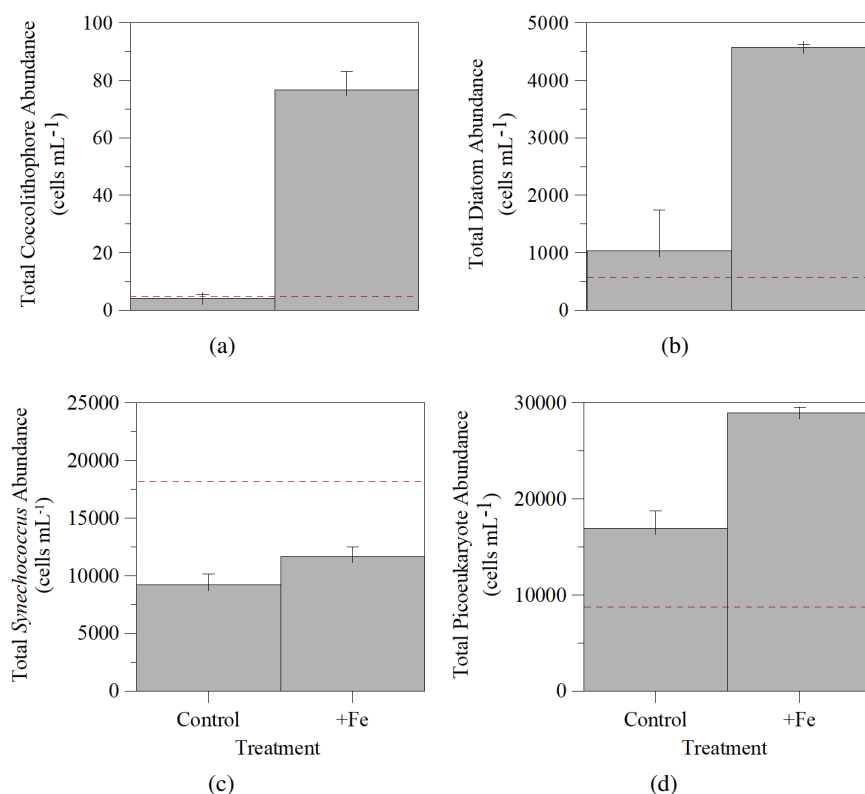 Total Coccolithophore Abundance
(cells mL-1)
100
80
60
40
20
0
(a)
Total Diatom Abundance
(cells mL-1)
5000
4000
3000
2000
1000
0
(b)
Total Synechococcus Abundance
(cells mL-1)
25000
20000
15000
10000
5000
0
Control
+Fe
Treatment
(c)
Total Picoeukaryote Abundance
(cells mL-1)
30000
20000
10000
0
Control
+Fe
Treatment
(d)